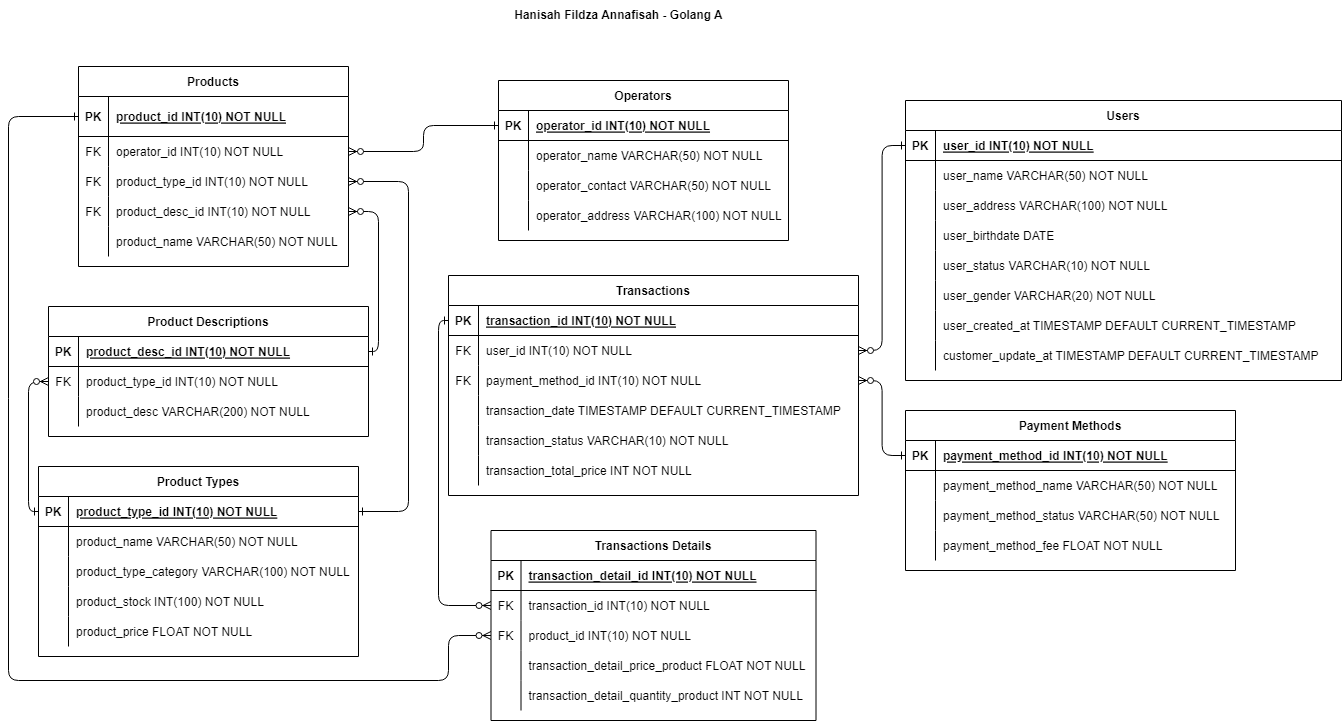 Hanisah Fildza Annafisah - Golang A
Products
PK product_id INT(10) NOT NULL
FK operator_id INT(10) NOT NULL
FK product_type_id INT(10) NOT NULL
FK product_desc_id INT(10) NOT NULL
product_name VARCHAR(50) NOT NULL
Operators
PK operator_id INT(10) NOT NULL
operator_name VARCHAR(50) NOT NULL
operator_contact VARCHAR(50) NOT NULL
operator_address VARCHAR(100) NOT NULL
Users
PK user_id INT(10) NOT NULL
user_name VARCHAR(50) NOT NULL
user_address VARCHAR(100) NOT NULL
user_birthdate DATE
user_status VARCHAR(10) NOT NULL
user_gender VARCHAR(20) NOT NULL
user_created_at TIMESTAMP DEFAULT CURRENT_TIMESTAMP
customer_update_at TIMESTAMP DEFAULT CURRENT_TIMESTAMP
Product Descriptions
PK product_desc_id INT(10) NOT NULL
FK product_type_id INT(10) NOT NULL
product_desc VARCHAR(200) NOT NULL
Transactions
PK transaction_id INT(10) NOT NULL
FK user_id INT(10) NOT NULL
FK payment_method_id INT(10) NOT NULL
transaction_date TIMESTAMP DEFAULT CURRENT_TIMESTAMP
transaction_status VARCHAR(10) NOT NULL
transaction_total_price INT NOT NULL
Payment Methods
PK payment_method_id INT(10) NOT NULL
payment_method_name VARCHAR(50) NOT NULL
payment_method_status VARCHAR(50) NOT NULL
payment_method_fee FLOAT NOT NULL
Product Types
PK product_type_id INT(10) NOT NULL
product_name VARCHAR(50) NOT NULL
product_type_category VARCHAR(100) NOT NULL
product_stock INT(100) NOT NULL
product_price FLOAT NOT NULL
Transactions Details
PK transaction_detail_id INT(10) NOT NULL
FK transaction_id INT(10) NOT NULL
FK product_id INT(10) NOT NULL
transaction_detail_price_product FLOAT NOT NULL
transaction_detail_quantity_product INT NOT NULL